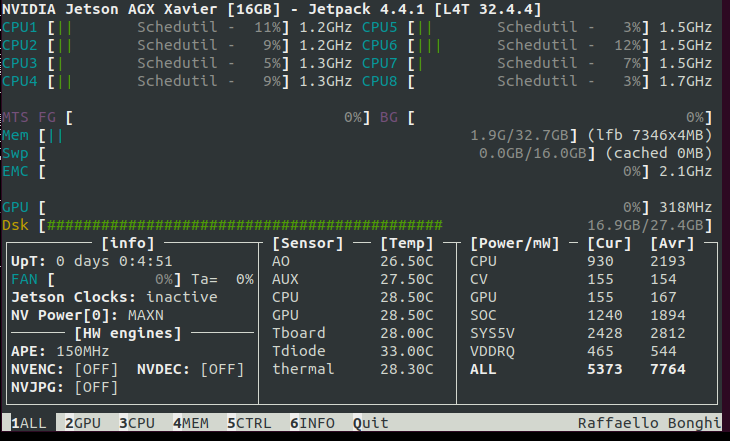 NVIDIA Jetson AGX Xavier [16GB] - Jetpack 4.4.1 [L4T 32.4.4]
CPU1 [|| Schedutil - 11%] 1.2GHz CPU5 [|| Schedutil - 3%] 1.5GHz
CPU2 [|| Schedutil - 9%] 1.2GHz CPU6 [||| Schedutil - 12%] 1.5GHz
CPU3 [| Schedutil - 5%] 1.3GHz CPU7 [| Schedutil - 7%] 1.5GHz
CPU4 [|| Schedutil - 9%] 1.3GHz CPU8 [ Schedutil - 3%] 1.7GHz
MTS FG [ 0%] BG [ 0%]
Mem [|| 1.9G/32.7GB] (lfb 7346x4MB)
Swp [ 0.0GB/16.0GB] (cached 0MB)
EMC [ 0%] 2.1GHz
GPU [ 0%] 318MHz
Dsk [############################################ 16.9GB/27.4GB]
[info] [Sensor] [Temp] [Power/mW] [Cur] [Avr]
UpT: 0 days 0:4:51 AO 26.50C CPU 930 2193
FAN [ 0%] Ta= 0% AUX 27.50C CV 155 154
Jetson Clocks: inactive CPU 28.50C GPU 155 167
NV Power[0]: MAXN GPU 28.50C SOC 1240 1894
[HW engines] Tboard 28.00C SYS5V 2428 2812
APE: 150MHz Tdiode 33.00C VDDRQ 465 544
NVENC: [OFF] NVDEC: [OFF] thermal 28.30C ALL 5373 7764
NVJPG: [OFF]
1ALL 2GPU 3CPU 4MEM 5CTRL 6INFO Quit Raffaello Bonghi